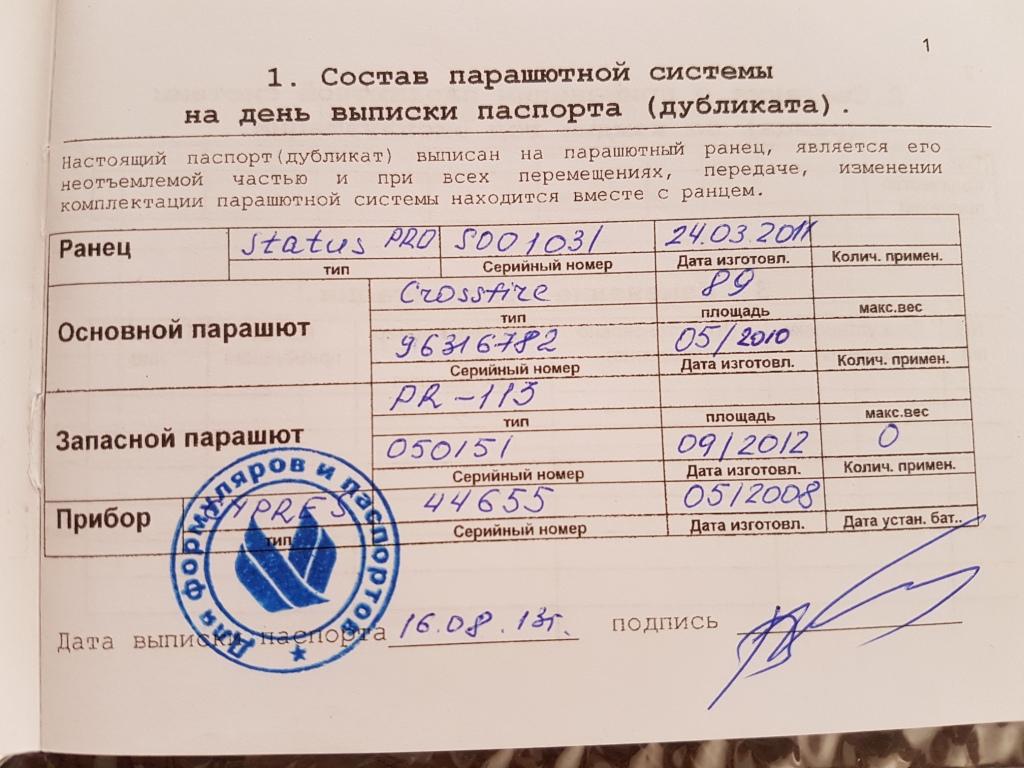 1
1. Состав парашютной системы
на день выписки паспорта (дубликата).
Настоящий паспорт(дубликат) выписан на парашютный ранец, является его
неотъемлемой частью и при всех перемещениях, передаче, изменении
комплектации парашютной системы находится вместе с ранцем.
Ранец Status PRO S001031 24.03.2011
тип Серийный номер Дата изготовл. Колич. примен.
Основной парашют Crossfire 89
тип площадь макс.вес
96316782 05/2010
Серийный номер Дата изготовл. Колич. примен.
Запасной парашют PR-113
тип площадь макс.вес
050151 09/2012 0
Серийный номер Дата изготовл. Колич. примен.
Прибор 44655 05/2008
тип Серийный номер Дата изготовл. Дата устан. бат..
Для формуляров и паспортов
Дата выписки паспорта 16.08.13г. подпись